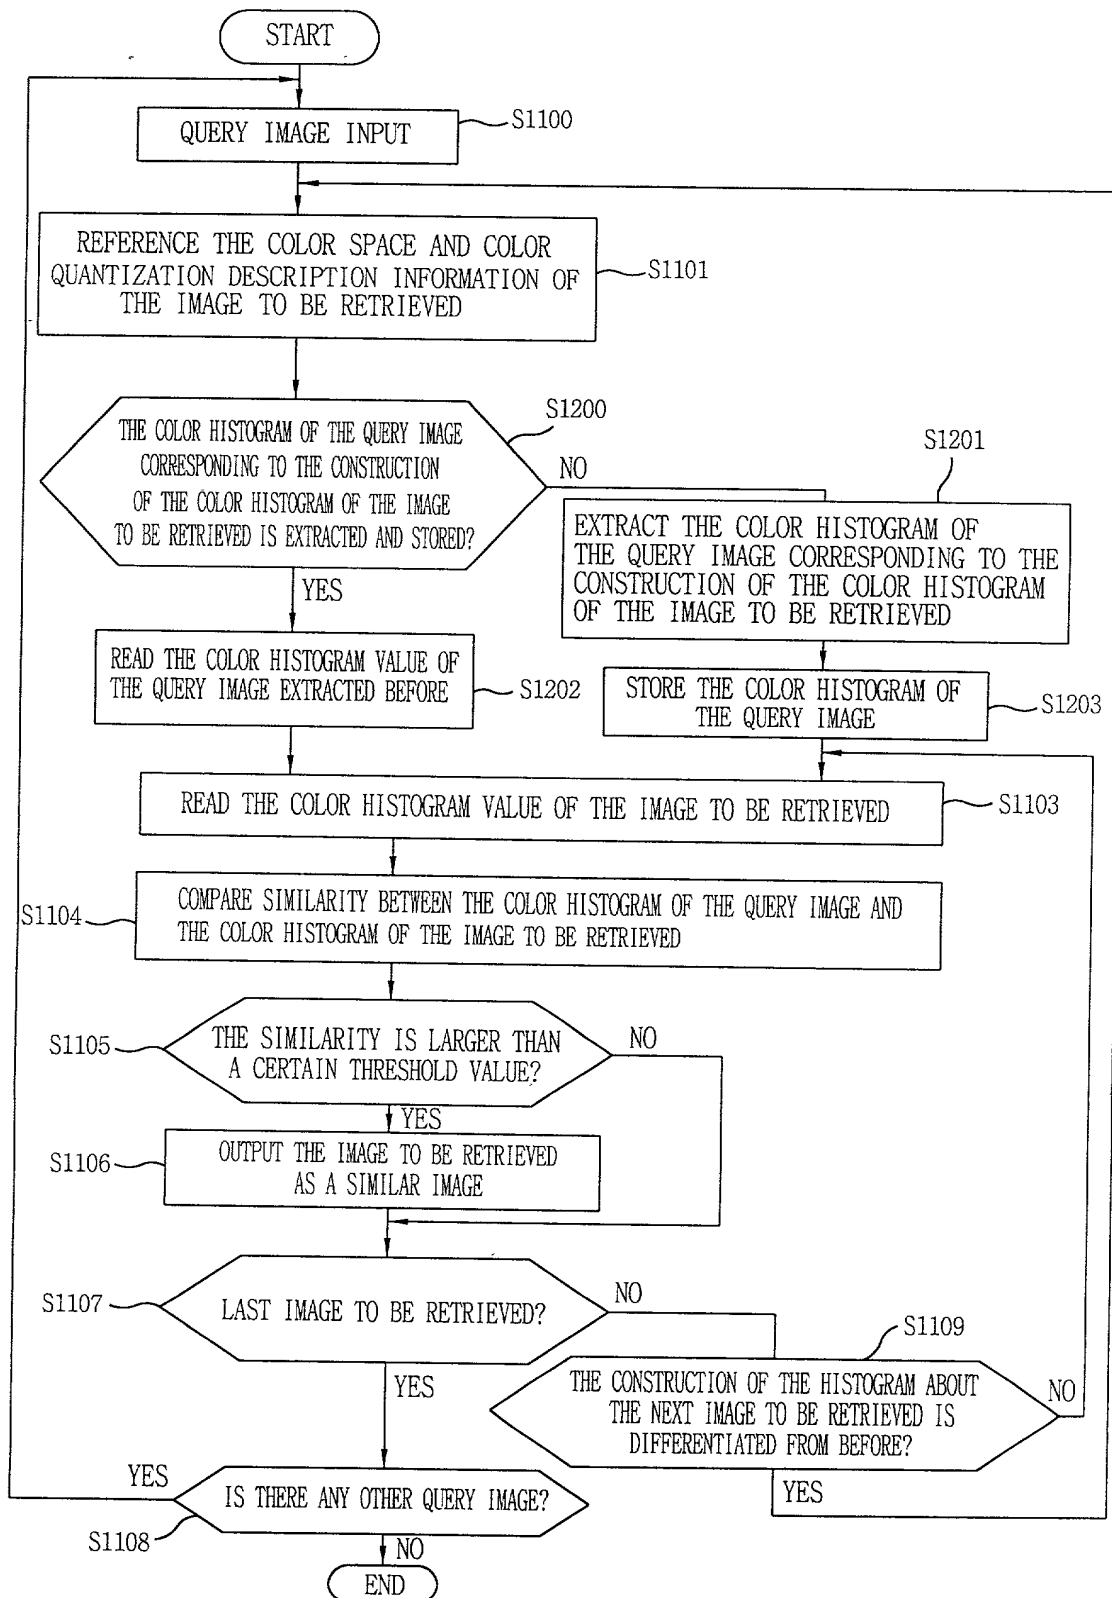 START
QUERY IMAGE INPUT
S1100
REFERENCE THE COLOR SPACE AND COLOR
QUANTIZATION DESCRIPTION INFORMATION OF
THE IMAGE TO BE RETRIEVED
S1101
THE COLOR HISTOGRAM OF THE QUERY IMAGE
CORRESPONDING TO THE CONSTRUCTION
OF THE COLOR HISTOGRAM OF THE IMAGE
TO BE RETRIEVED IS EXTRACTED AND STORED?
S1200
NO
YES
S1201
EXTRACT THE COLOR HISTOGRAM OF
THE QUERY IMAGE CORRESPONDING TO THE
CONSTRUCTION OF THE COLOR HISTOGRAM
OF THE IMAGE TO BE RETRIEVED
READ THE COLOR HISTOGRAM VALUE OF
THE QUERY IMAGE EXTRACTED BEFORE
S1202
STORE THE COLOR HISTOGRAM OF
THE QUERY IMAGE
S1203
READ THE COLOR HISTOGRAM VALUE OF THE IMAGE TO BE RETRIEVED
S1103
S1104
COMPARE SIMILARITY BETWEEN THE COLOR HISTOGRAM OF THE QUERY IMAGE AND
THE COLOR HISTOGRAM OF THE IMAGE TO BE RETRIEVED
S1105
THE SIMILARITY IS LARGER THAN
A CERTAIN THRESHOLD VALUE?
NO
YES
S1106
OUTPUT THE IMAGE TO BE RETRIEVED
AS A SIMILAR IMAGE
S1107
LAST IMAGE TO BE RETRIEVED?
NO
YES
S1109
THE CONSTRUCTION OF THE HISTOGRAM ABOUT
THE NEXT IMAGE TO BE RETRIEVED IS
DIFFERENTIATED FROM BEFORE?
NO
YES
YES
IS THERE ANY OTHER QUERY IMAGE?
S1108
NO
END